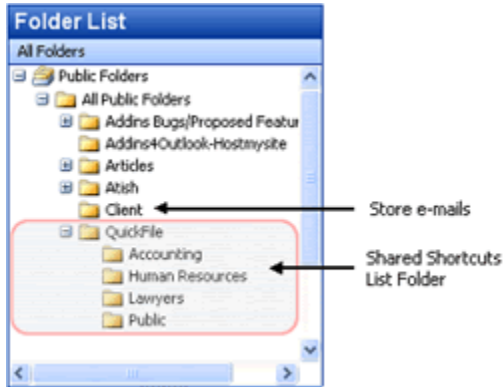 Folder List
All Folders
Public Folders
All Public Folders
Addins Bugs/Proposed Featur
Addins4Outlook-Hostmysite
Articles
Atish
Client
Store e-mails
QuickFile
Accounting
Human Resources
Lawyers
Public
Shared Shortcuts
List Folder